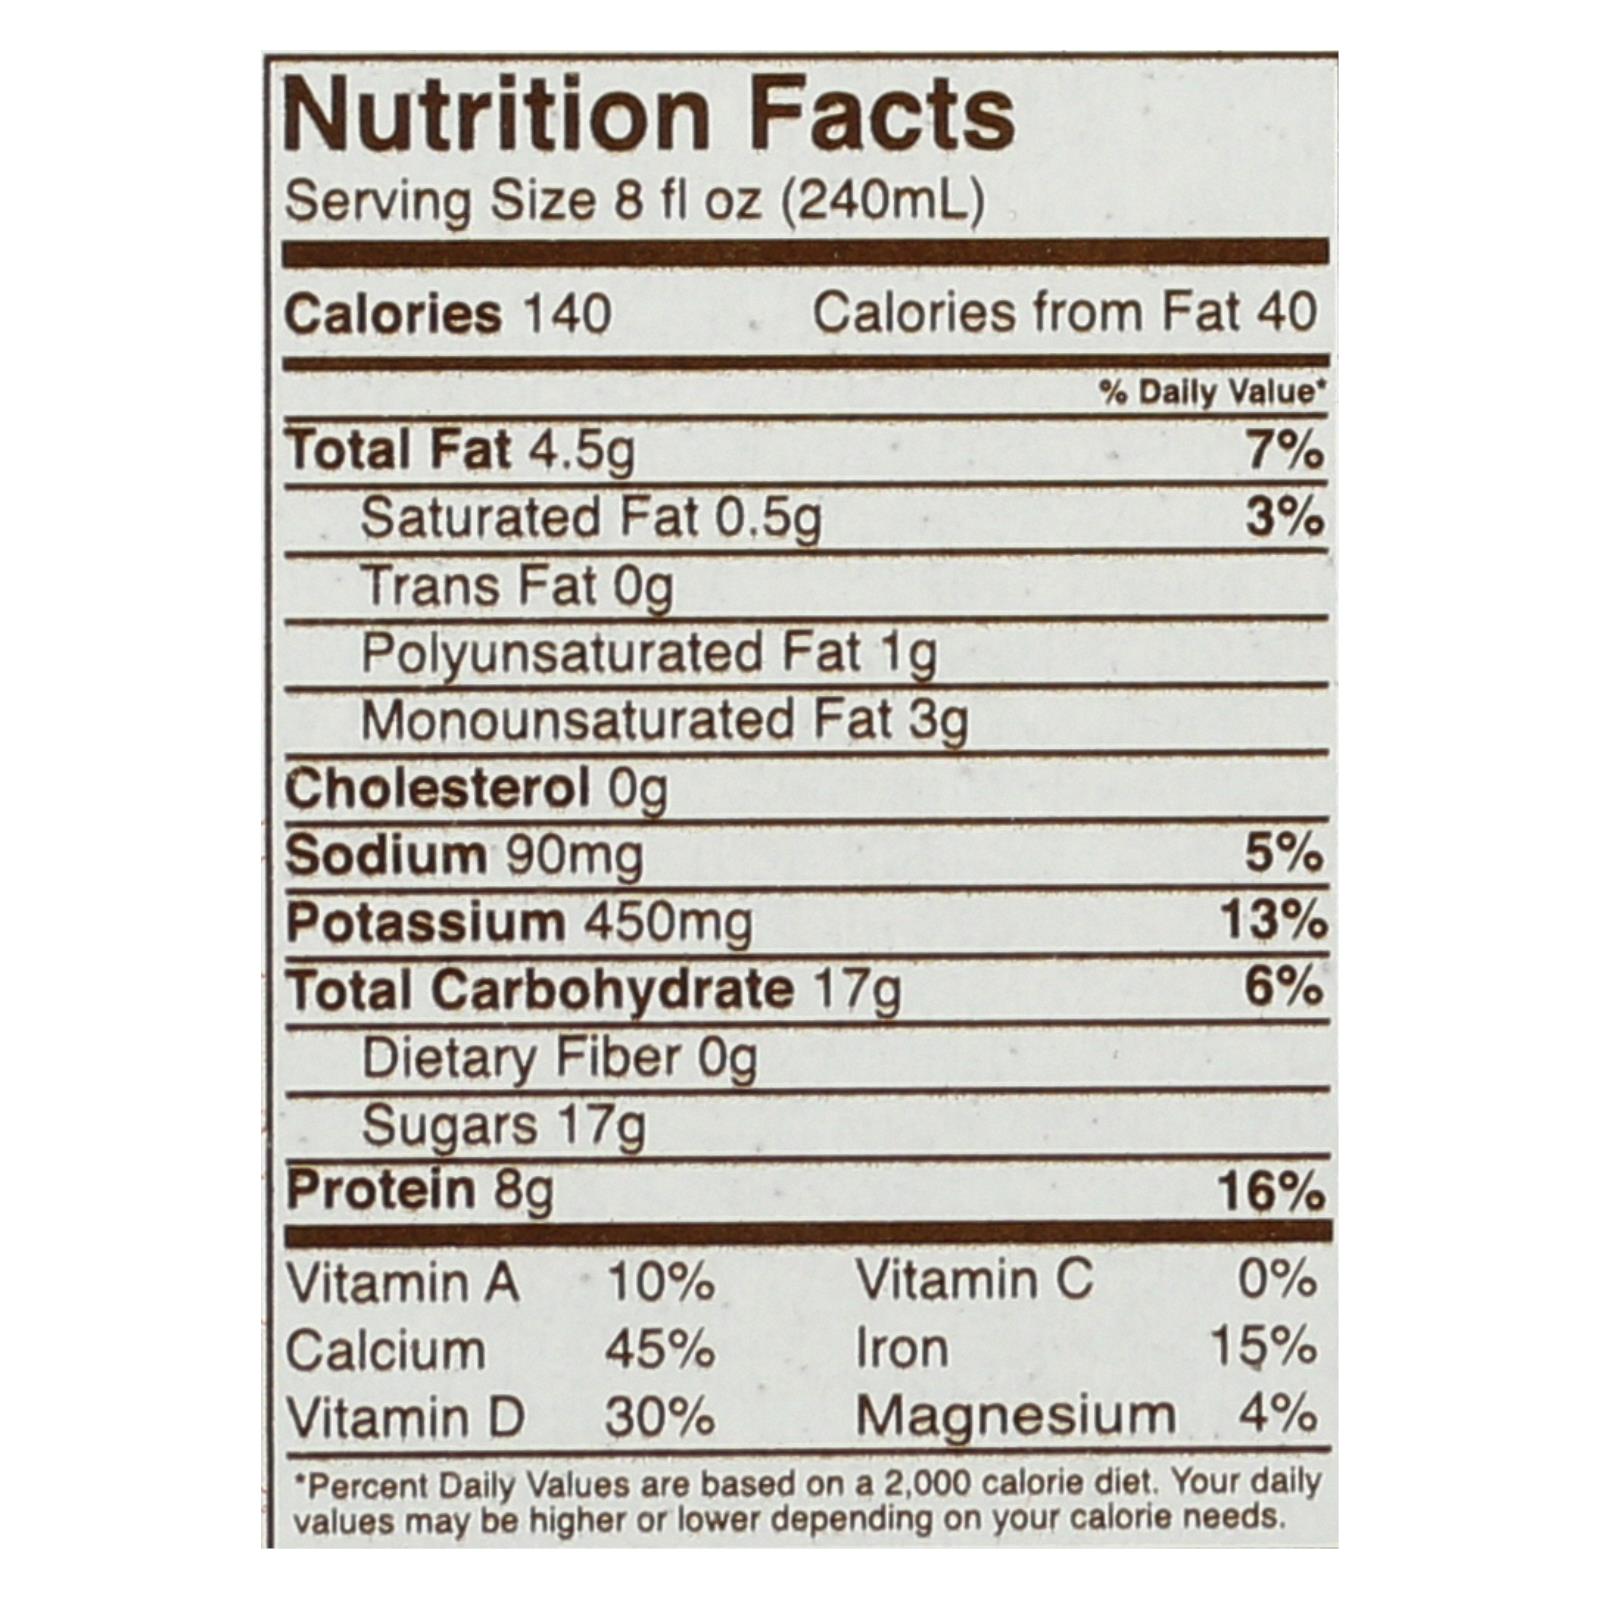 Nutrition Facts
Serving Size 8 fl oz (240mL)
Calories 140 Calories from Fat 40
% Daily Value*
Total Fat 4.5g 7%
Saturated Fat 0.5g 3%
Trans Fat 0g
Polyunsaturated Fat 1g
Monounsaturated Fat 3g
Cholesterol 0g
Sodium 90mg 5%
Potassium 450mg 13%
Total Carbohydrate 17g 6%
Dietary Fiber 0g
Sugars 17g
Protein 8g 16%
Vitamin A 10% Vitamin C 0%
Calcium 45% Iron 15%
Vitamin D 30% Magnesium 4%
*Percent Daily Values are based on a 2,000 calorie diet. Your daily
values may be higher or lower depending on your calorie needs.